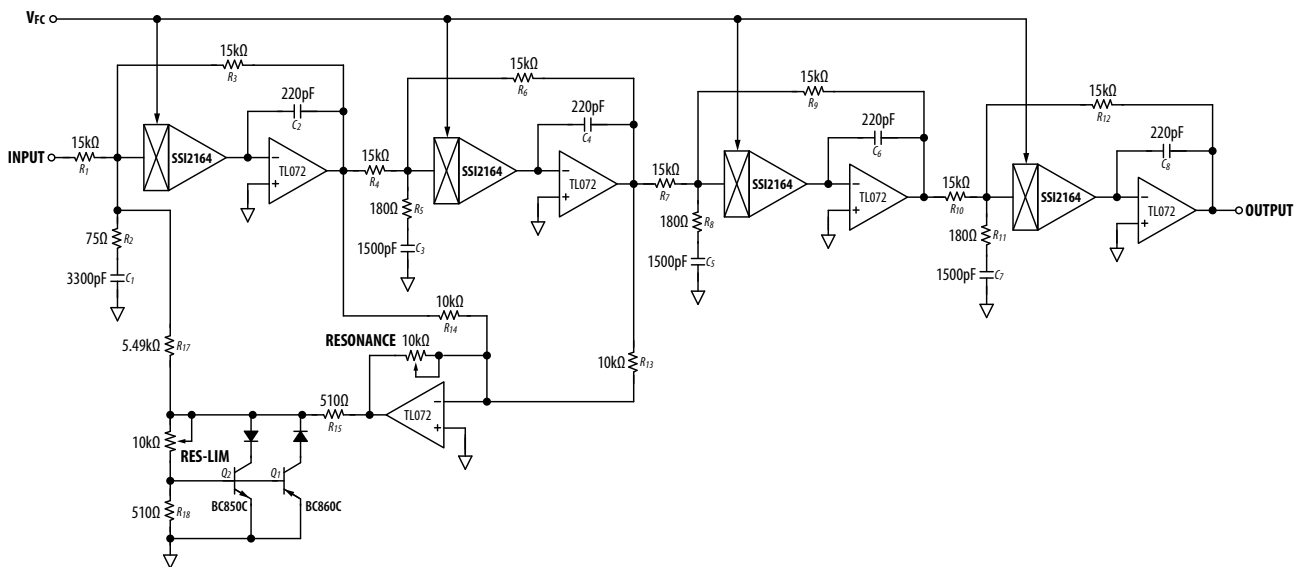 VFC
15kΩ
R3
15kΩ
R6
15kΩ
R9
15kΩ
R12
220pF
C2
220pF
C4
220pF
C6
220pF
C8
INPUT
15kΩ
R1
SSI2164
TL072
15kΩ
R4
SSI2164
TL072
15kΩ
R7
SSI2164
TL072
15kΩ
R10
SSI2164
TL072
OUTPUT
75Ω
R2
3300pF
C1
180Ω
R5
1500pF
C3
180Ω
R8
1500pF
C5
180Ω
R11
1500pF
C7
10kΩ
R14
RESONANCE
10kΩ
10kΩ
R13
5.49kΩ
R17
510Ω
R15
TL072
10kΩ
RES-LIM
Q2
BC850C
Q1
BC860C
510Ω
R18